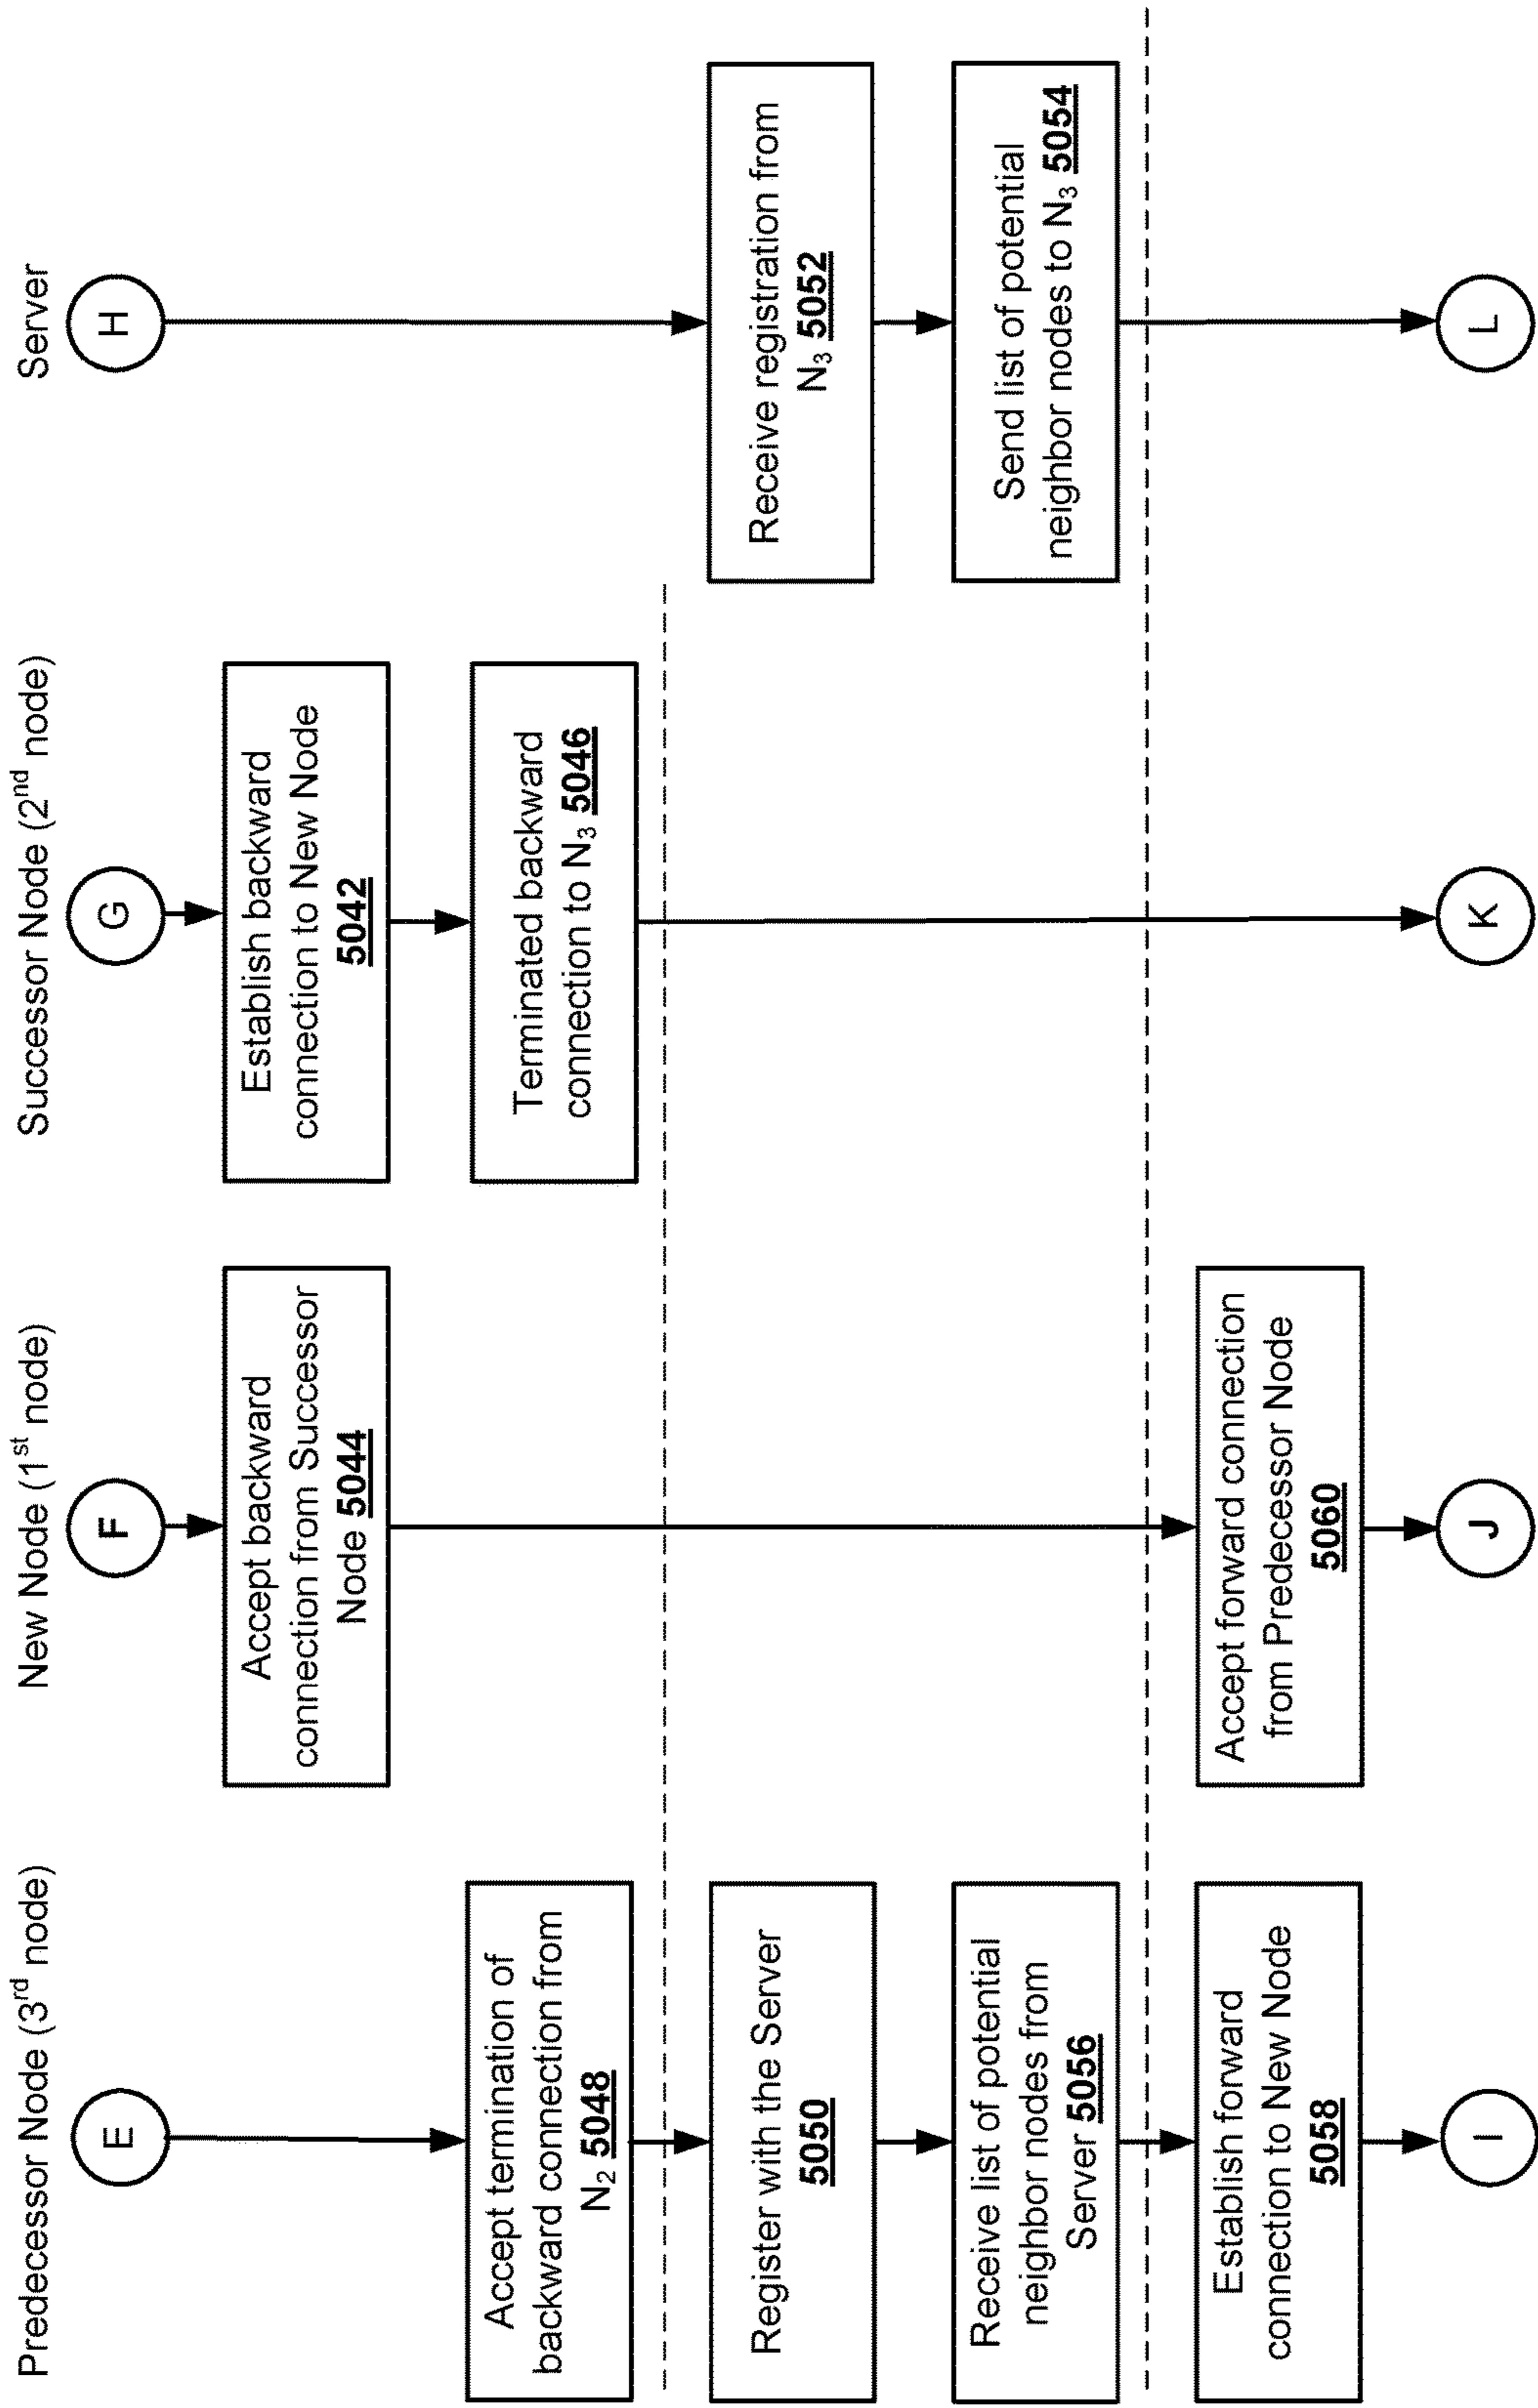 Predecessor Node (3rd node)
New Node (1st node)
Successor Node (2nd node)
Server
E
F
G
H
Accept backward
connection from Successor
Node 5044
Establish backward
connection to New Node
5042
Accept termination of
backward connection from
N2 5048
Terminated backward
connection to N3 5046
Register with the Server
5050
Receive registration from
N3 5052
Receive list of potential
neighbor nodes from
Server 5056
Send list of potential
neighbor nodes to N3 5054
Establish forward
connection to New Node
5058
Accept forward connection
from Predecessor Node
5060
I
J
K
L